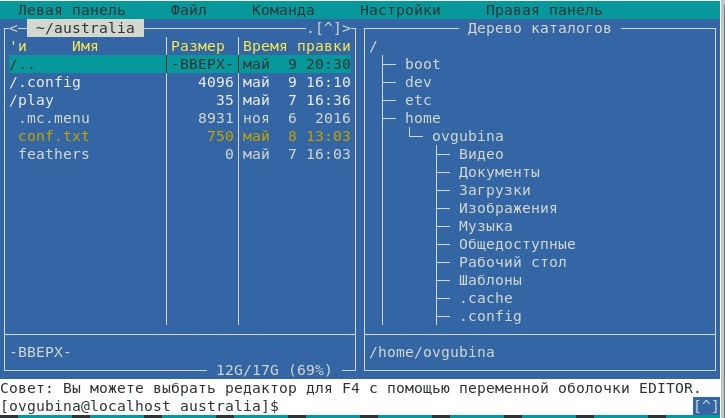 Левая панель Файл Команда Настройки Правая панель
<─ ~/australia .[^]>
'и Имя Размер Время правки
/.. -ВВЕРХ- май 9 20:30
/.config 4096 май 9 16:10
/play 35 май 7 16:36
.mc.menu 8931 ноя 6 2016
conf.txt 750 май 8 13:03
feathers 0 май 7 16:03
-ВВЕРХ-
12G/17G (69%)
Дерево каталогов
/
boot
dev
etc
home
ovgubina
Видео
Документы
Загрузки
Изображения
Музыка
Общедоступные
Рабочий стол
Шаблоны
.cache
.config
/home/ovgubina
Совет: Вы можете выбрать редактор для F4 с помощью переменной оболочки EDITOR.
[ovgubina@localhost australia]$ [^]